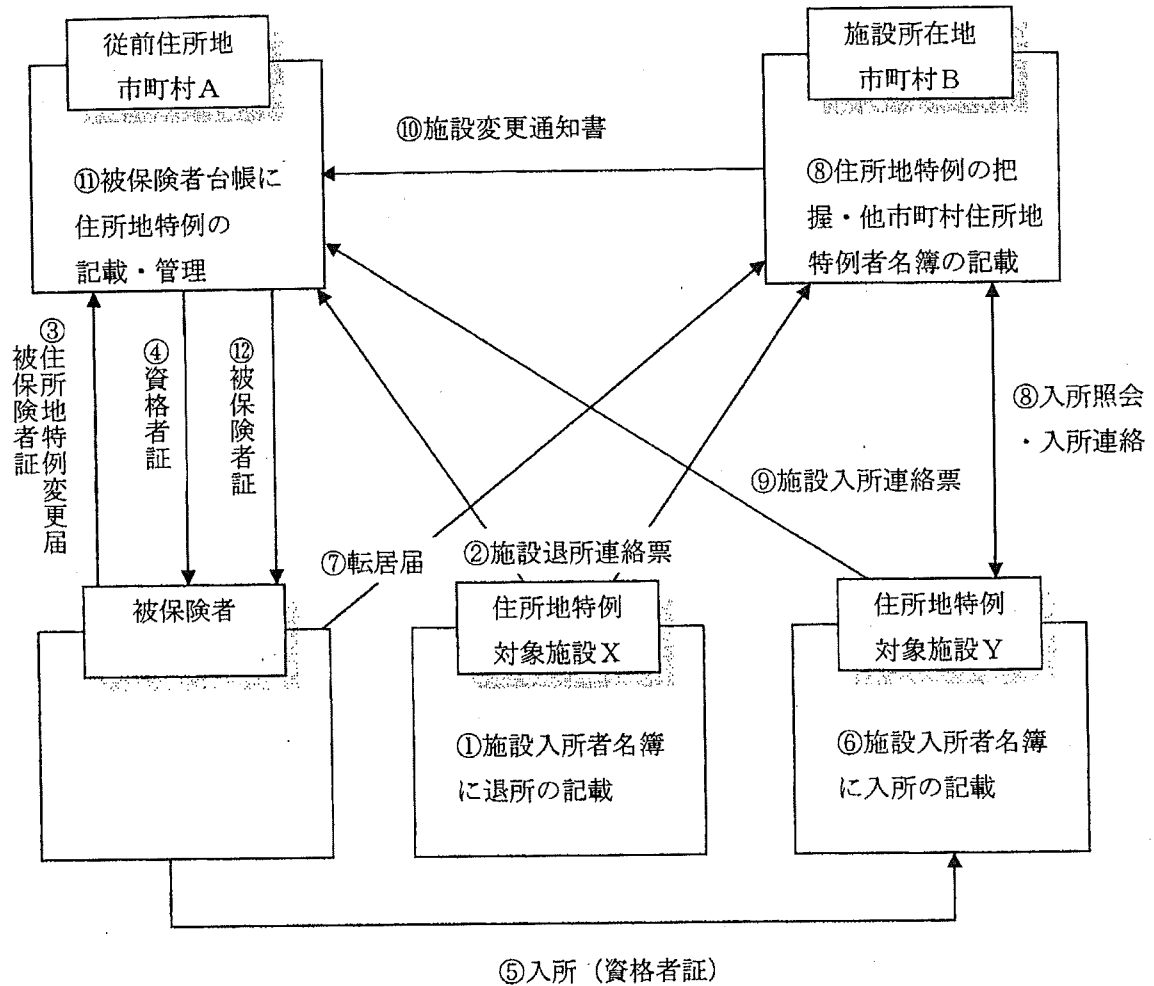 従前住所地
市町村A
施設所在地
市町村B
⑩施設変更通知書
⑪被保険者台帳に
住所地特例の
記載・管理
⑧住所地特例の把
握・他市町村住所地
特例者名簿の記載
③住所地特例変更届
被保険者証
④資格者証
⑫被保険者証
⑧入所照会
・入所連絡
⑨施設入所連絡票
⑦転居届
②施設退所連絡票
被保険者
住所地特例
対象施設X
住所地特例
対象施設Y
①施設入所者名簿
に退所の記載
⑥施設入所者名簿
に入所の記載
⑤入所（資格者証）